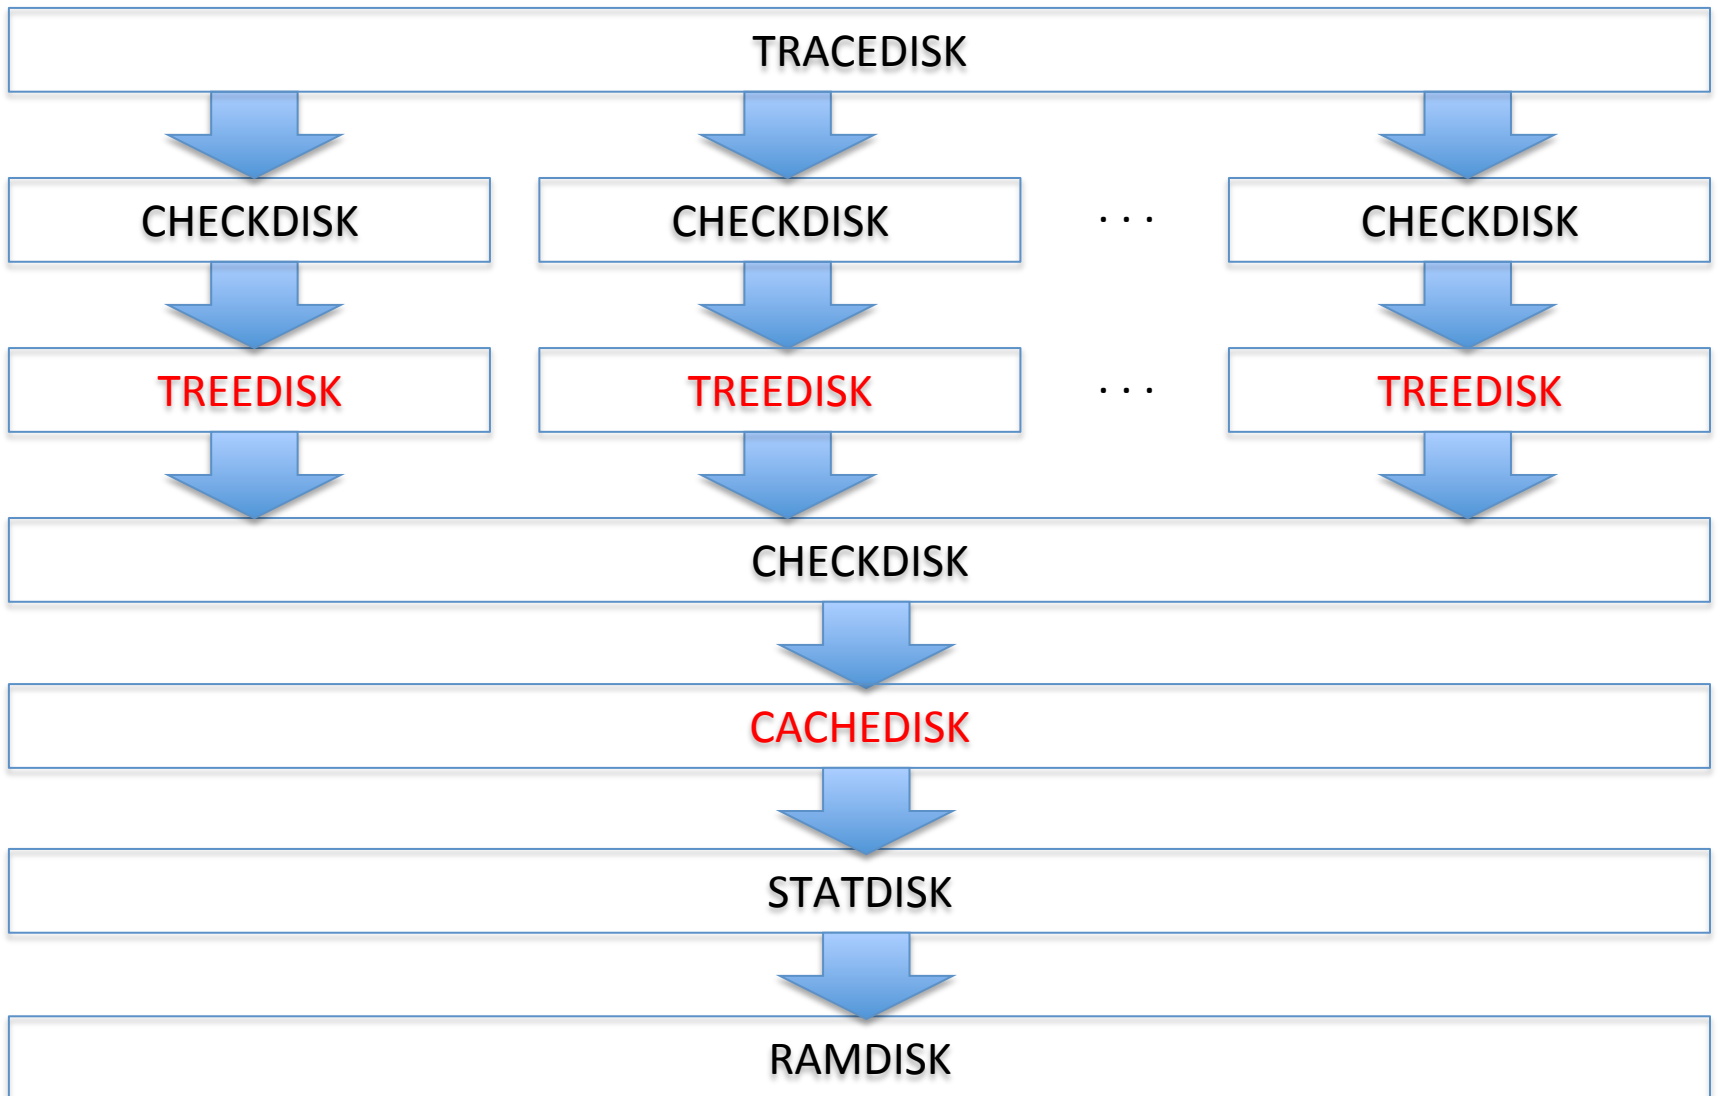 TRACEDISK
CHECKDISK CHECKDISK . . . CHECKDISK
TREEDISK TREEDISK . . . TREEDISK
CHECKDISK
CACHEDISK
STATDISK
RAMDISK